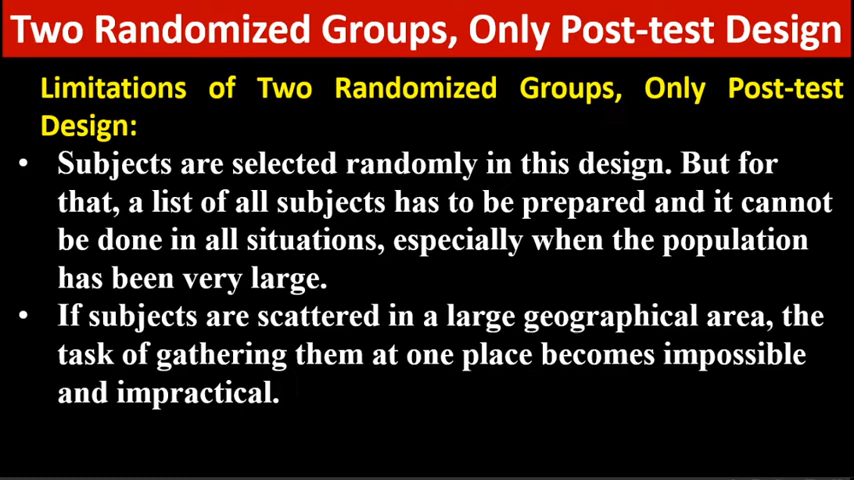 Two Randomized Groups, Only Post-test Design
Limitations of Two Randomized Groups, Only Post-test
Design:
• Subjects are selected randomly in this design. But for
that, a list of all subjects has to be prepared and it cannot
be done in all situations, especially when the population
has been very large.
• If subjects are scattered in a large geographical area, the
task of gathering them at one place becomes impossible
and impractical.